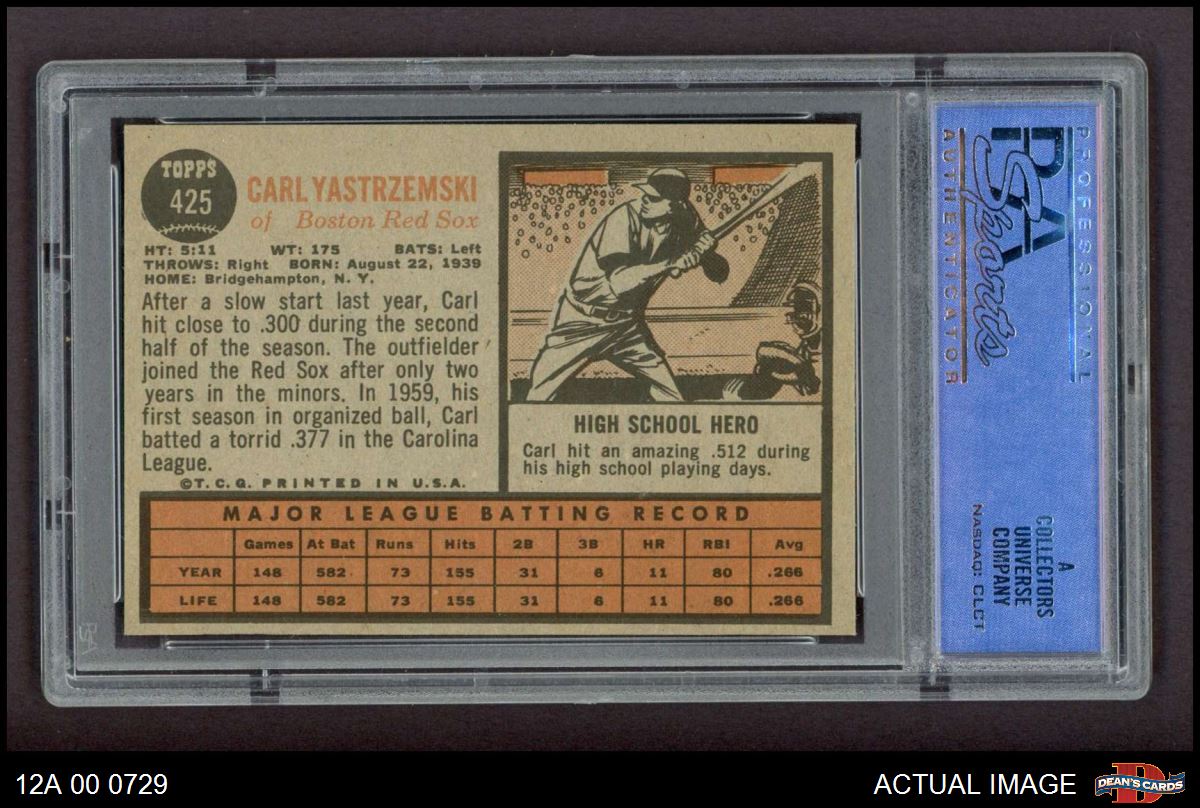 TOPPS
425
CARL YASTRZEMSKI
of Boston Red Sox
HT: 5:11 WT: 175 BATS: Left
THROWS: Right BORN: August 22, 1939
HOME: Bridgehampton, N. Y.
After a slow start last year, Carl
hit close to .300 during the second
half of the season. The outfielder
joined the Red Sox after only two
years in the minors. In 1959, his
first season in organized ball, Carl
batted a torrid .377 in the Carolina
League.
©T. C. G. PRINTED IN U.S.A.
HIGH SCHOOL HERO
Carl hit an amazing .512 during
his high school playing days.
MAJOR LEAGUE BATTING RECORD
Games At Bat Runs Hits 2B 3B HR RBI Avg
YEAR 148 582 73 155 31 6 11 80 .266
LIFE 148 582 73 155 31 6 11 80 .266
PROFESSIONAL
PSA
Sports
AUTHENTICATOR
A
COLLECTORS
UNIVERSE
COMPANY
NASDAQ: CLCT
12A 00 0729
ACTUAL IMAGE
DEAN'S CARDS